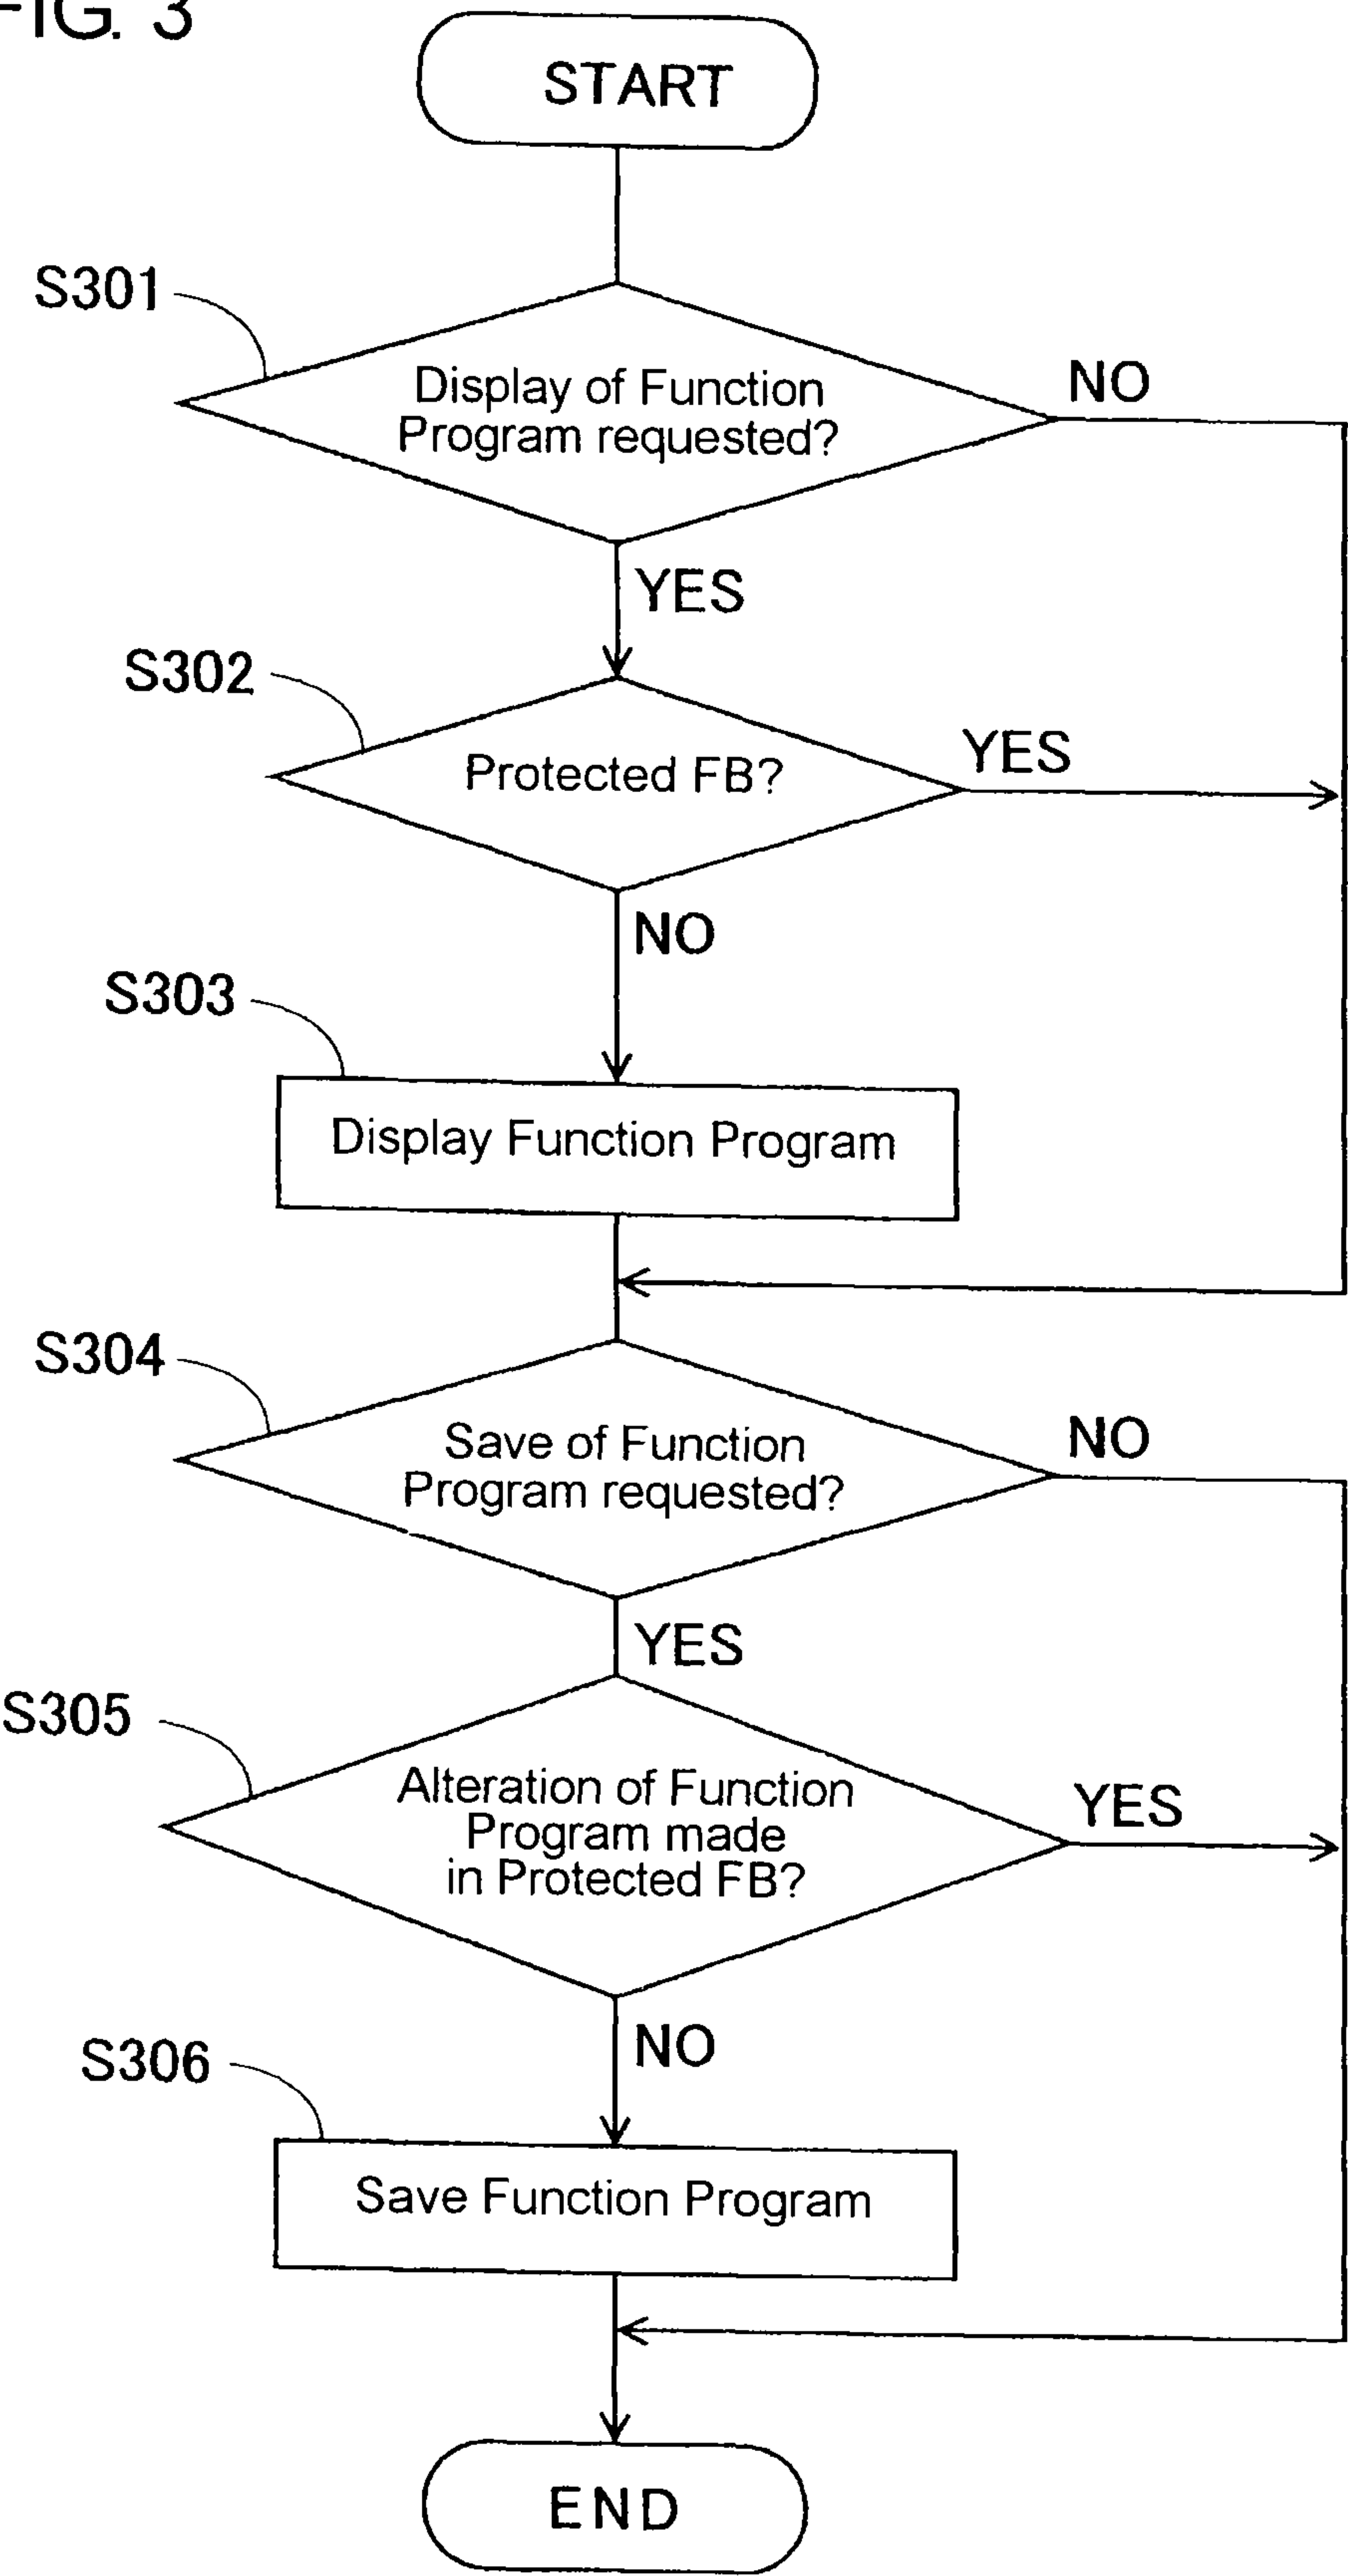 FIG. 3
START
S301
Display of Function
Program requested?
NO
YES
S302
Protected FB?
YES
NO
S303
Display Function Program
S304
Save of Function
Program requested?
NO
YES
S305
Alteration of Function
Program made
in Protected FB?
YES
NO
S306
Save Function Program
END